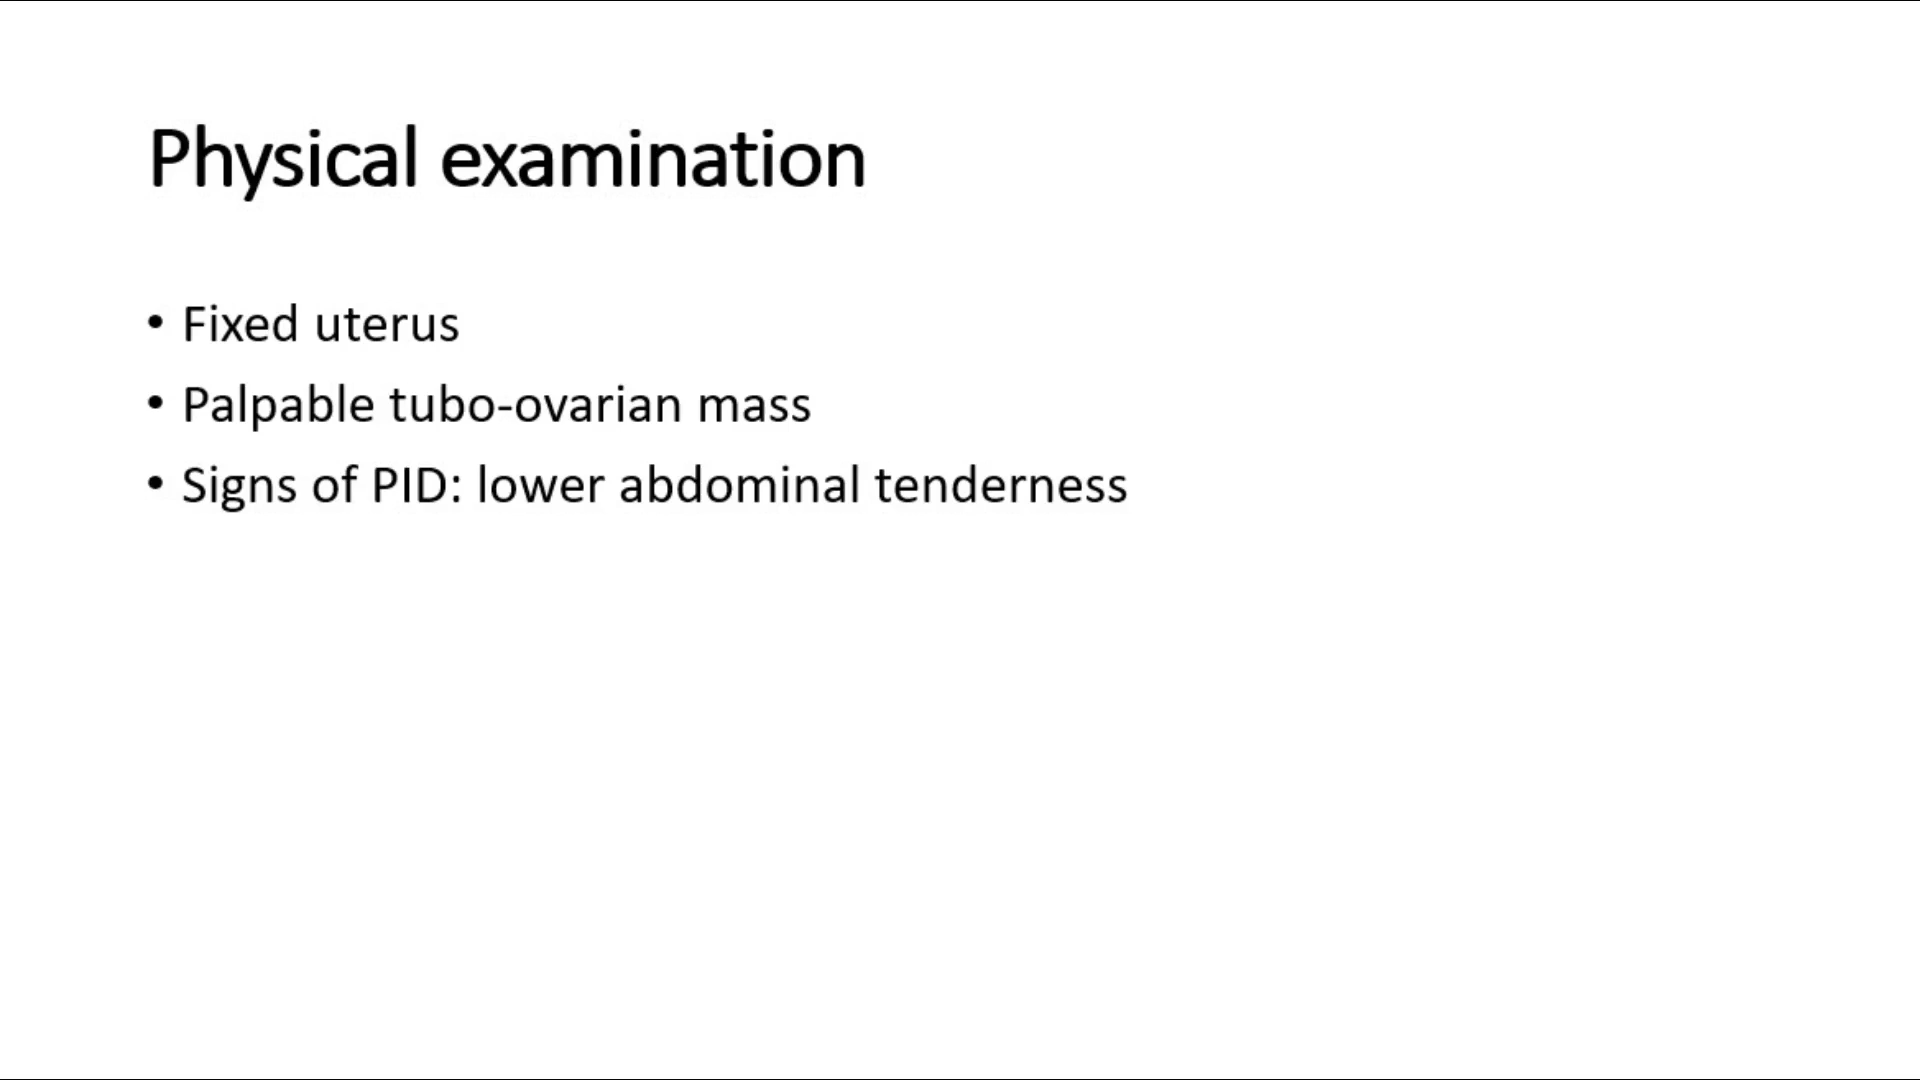 Physical examination
• Fixed uterus
• Palpable tubo-ovarian mass
• Signs of PID: lower abdominal tenderness